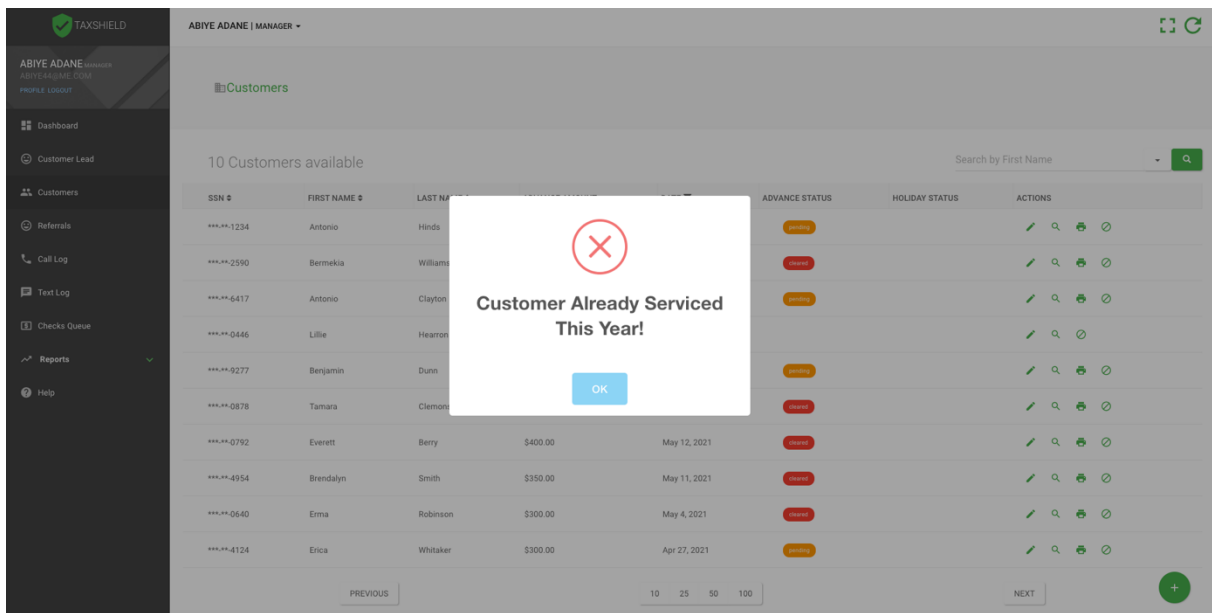 TAXSHIELD
ABIYE ADANE | MANAGER
ABIYE ADANE MANAGER
ABIYE44@ME.COM
PROFILE LOGOUT
Customers
Dashboard
Customer Lead
Customers
Referrals
Call Log
Text Log
Checks Queue
Reports
Help
10 Customers available
Search by First Name
SSN FIRST NAME LAST NA ADVANCE STATUS HOLIDAY STATUS ACTIONS
***-**-1234 Antonio Hinds pending
***-**-2590 Bermekia Williams cleared
***-**-6417 Antonio Clayton pending
***-**-0446 Lillie Hearron
***-**-9277 Benjamin Dunn pending
***-**-0878 Tamara Clemons cleared
***-**-0792 Everett Berry $400.00 May 12, 2021 cleared
***-**-4954 Brendalyn Smith $350.00 May 11, 2021 cleared
***-**-0640 Erma Robinson $300.00 May 4, 2021 cleared
***-**-4124 Erica Whitaker $300.00 Apr 27, 2021 pending
Customer Already Serviced
This Year!
OK
PREVIOUS 10 25 50 100 NEXT